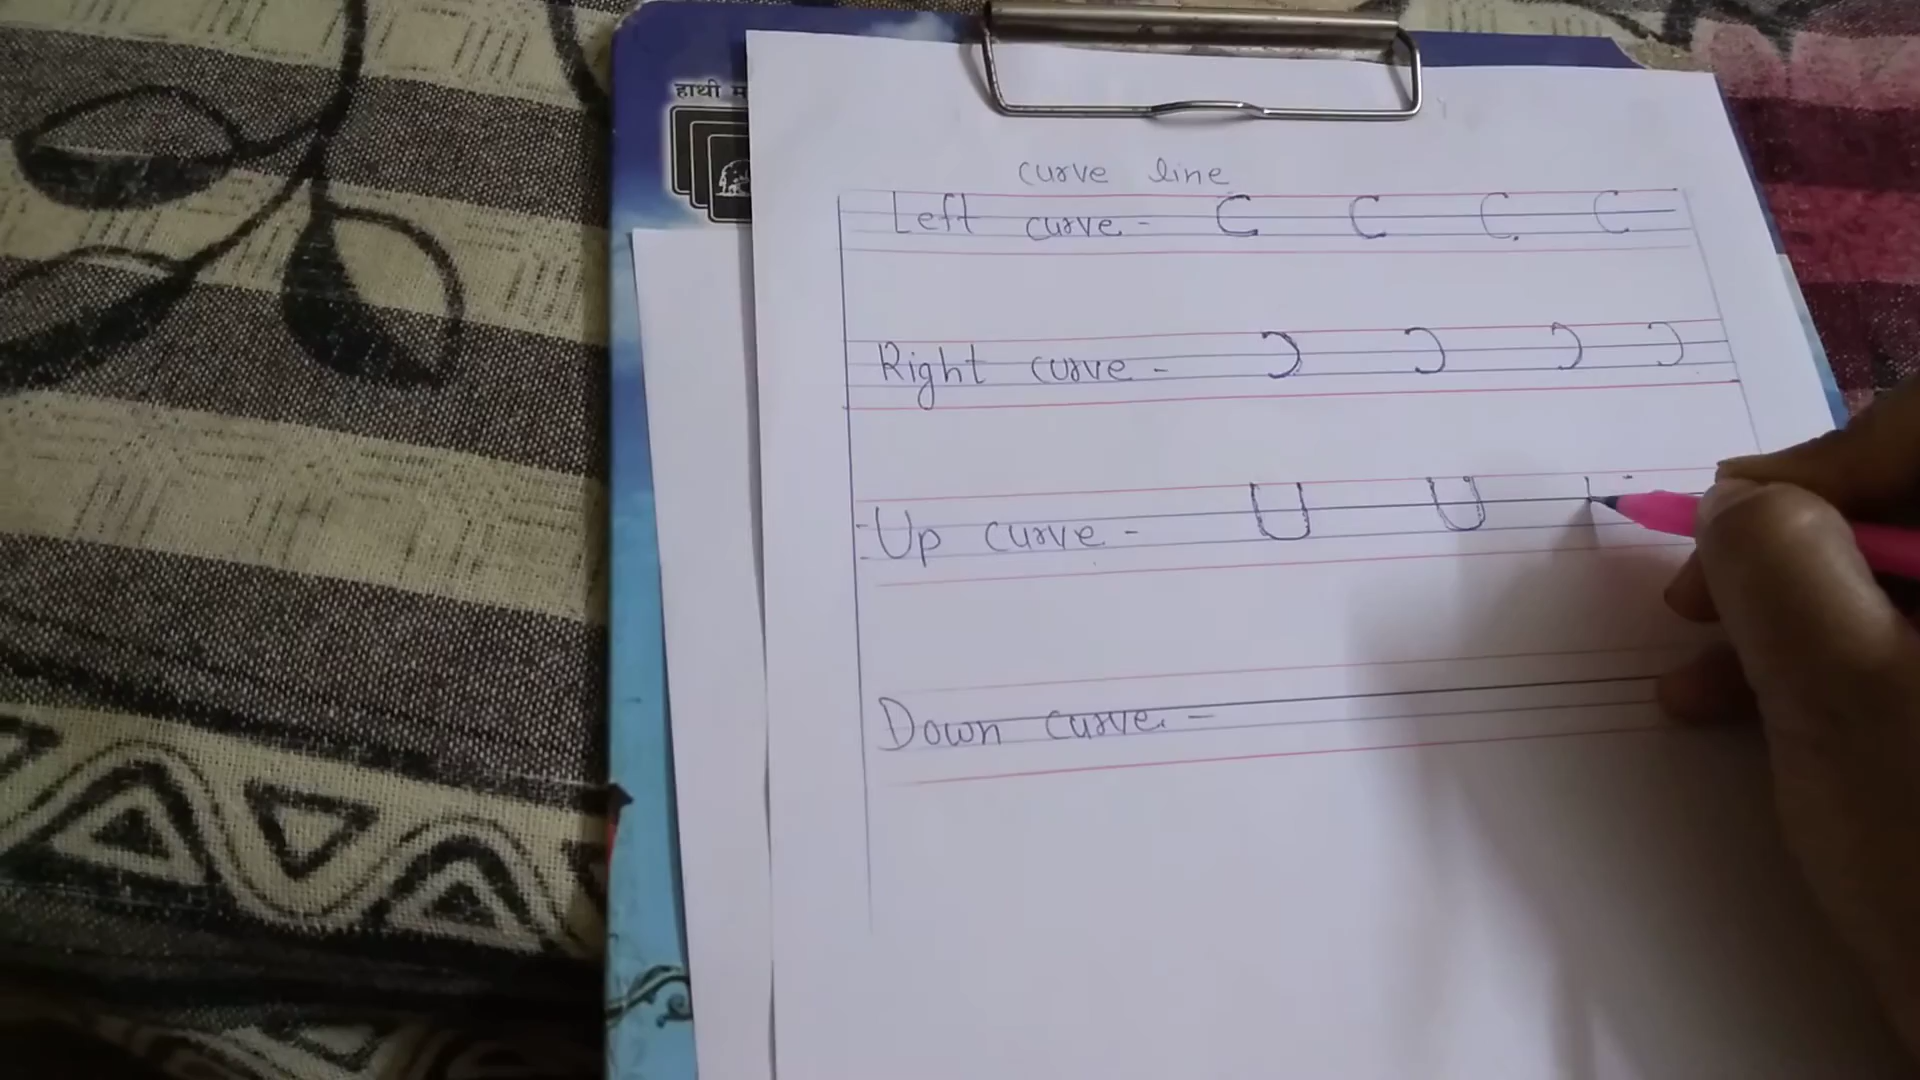 हाथी म
curve line
Left curve - C C C C
Right curve -
Up curve - U U
Down curve. -